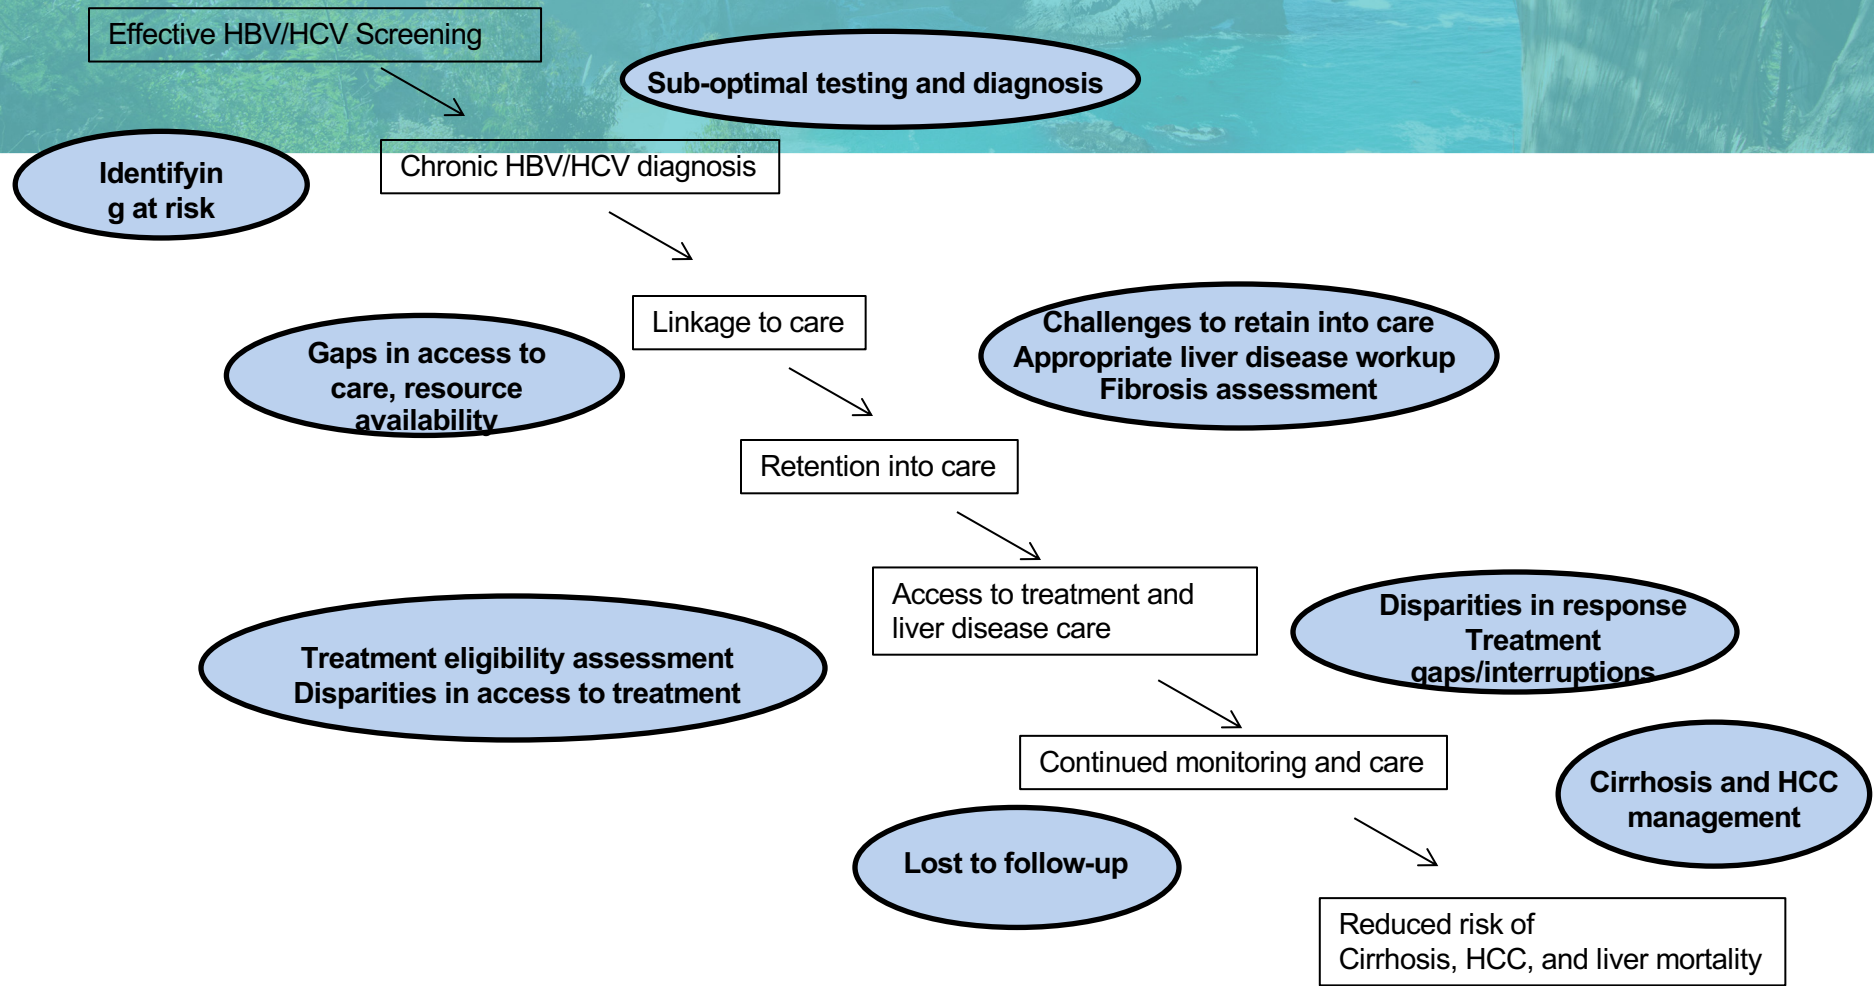 Effective HBV/HCV Screening
Sub-optimal testing and diagnosis
Identifyin
g at risk
Chronic HBV/HCV diagnosis
Linkage to care
Gaps in access to
care, resource
availability
Challenges to retain into care
Appropriate liver disease workup
Fibrosis assessment
Retention into care
Access to treatment and
liver disease care
Treatment eligibility assessment
Disparities in access to treatment
Disparities in response
Treatment
gaps/interruptions
Continued monitoring and care
Cirrhosis and HCC
management
Lost to follow-up
Reduced risk of
Cirrhosis, HCC, and liver mortality